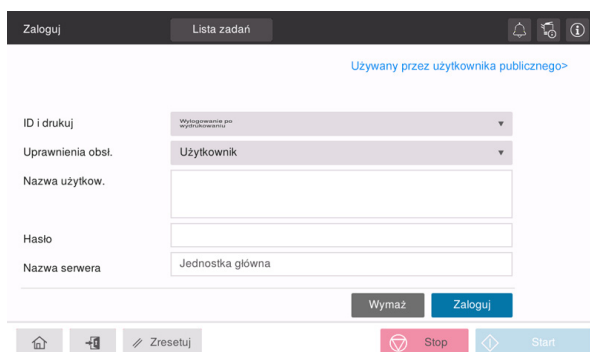 Zaloguj
Lista zadań
Używany przez użytkownika publicznego>
ID i drukuj
Wylogowanie po
wydrukowaniu
Uprawnienia obsł.
Użytkownik
Nazwa użytkow.
Hasło
Nazwa serwera
Jednostka główna
Wymaż
Zaloguj
Zresetuj
Stop
Start